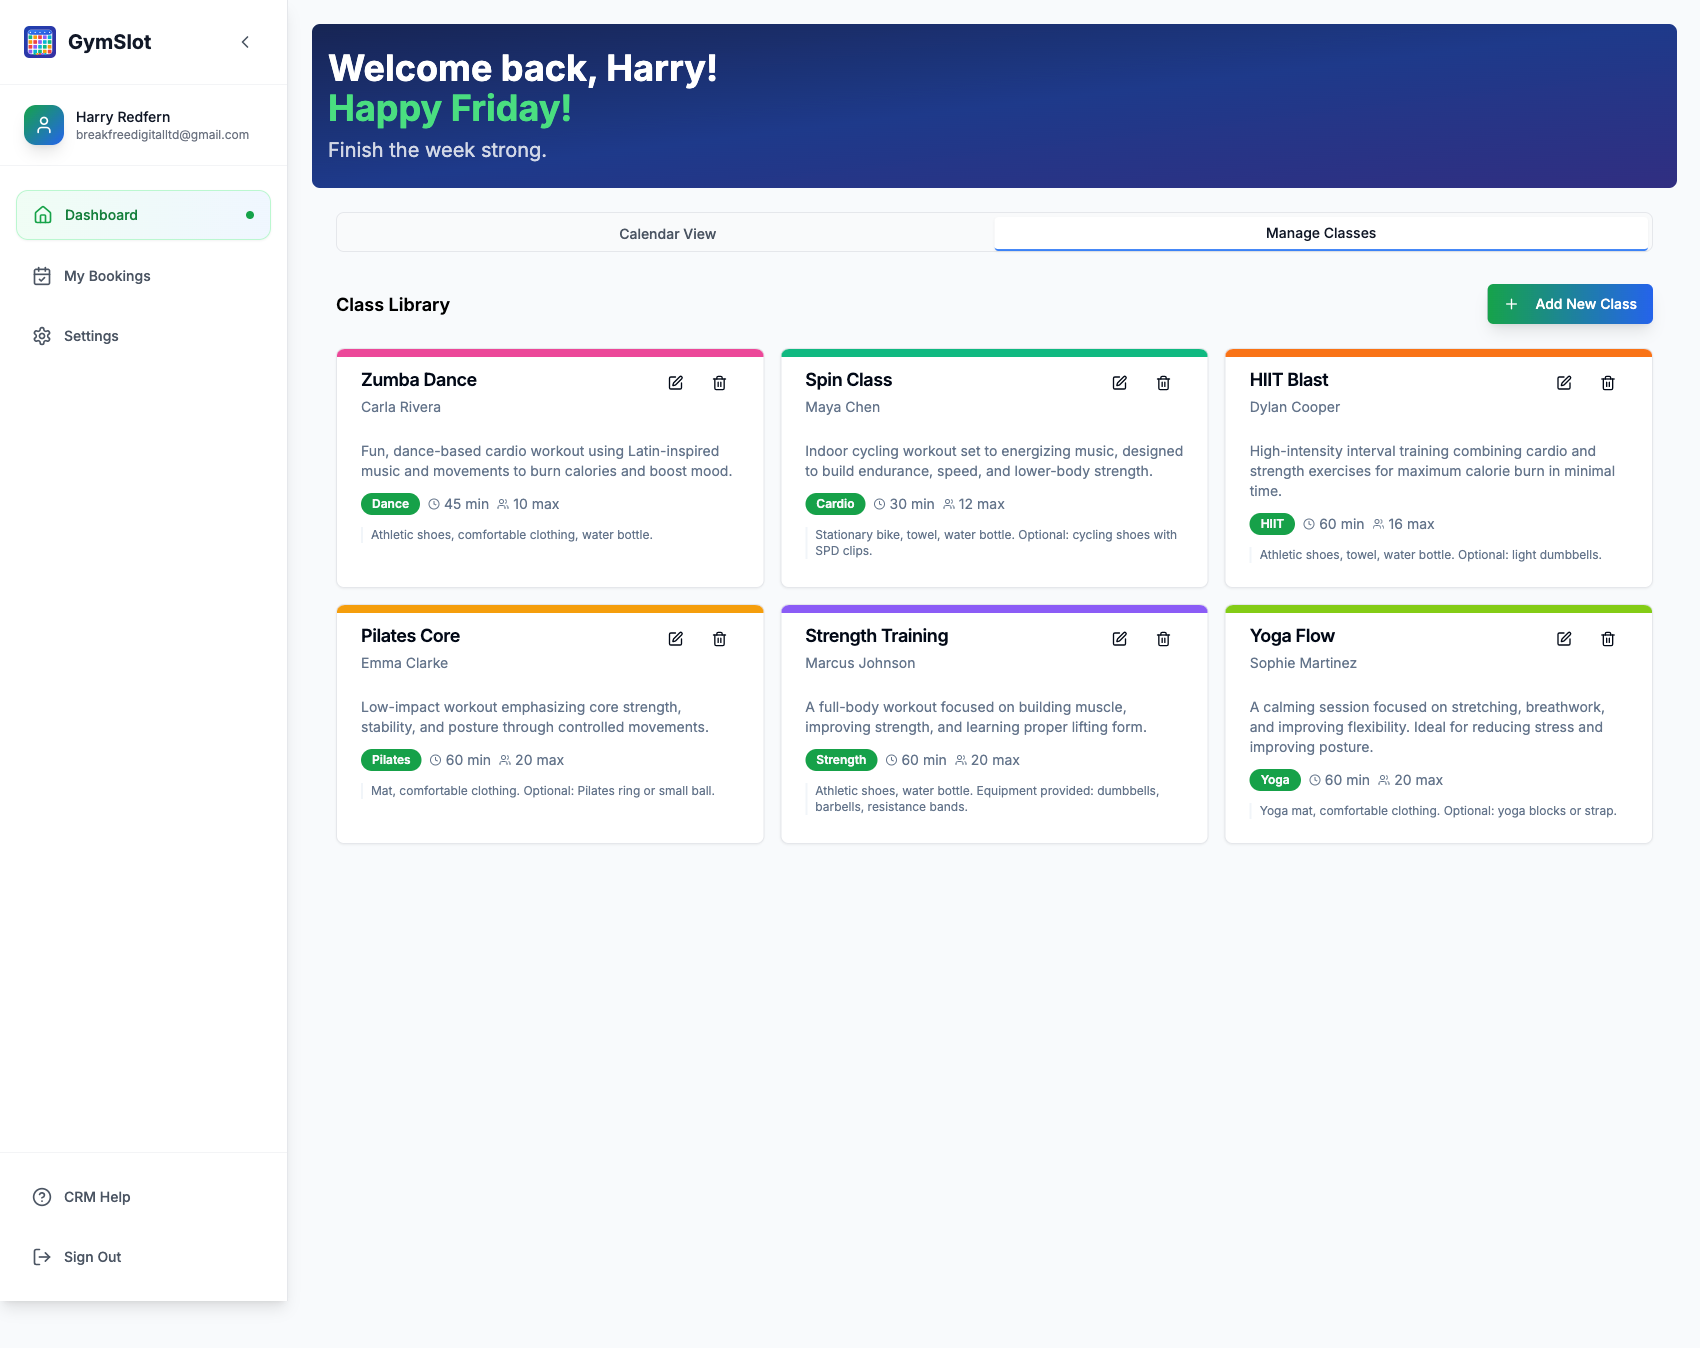 GymSlot
Harry Redfern
breakfreedigitalltd@gmail.com
Dashboard
My Bookings
Settings
CRM Help
Sign Out
Welcome back, Harry!
Happy Friday!
Finish the week strong.
Calendar View
Manage Classes
Class Library
Add New Class
Zumba Dance
Carla Rivera
Fun, dance-based cardio workout using Latin-inspired
music and movements to burn calories and boost mood.
Dance 45 min 10 max
Athletic shoes, comfortable clothing, water bottle.
Spin Class
Maya Chen
Indoor cycling workout set to energizing music, designed
to build endurance, speed, and lower-body strength.
Cardio 30 min 12 max
Stationary bike, towel, water bottle. Optional: cycling shoes with
SPD clips.
HIIT Blast
Dylan Cooper
High-intensity interval training combining cardio and
strength exercises for maximum calorie burn in minimal
time.
HIIT 60 min 16 max
Athletic shoes, towel, water bottle. Optional: light dumbbells.
Pilates Core
Emma Clarke
Low-impact workout emphasizing core strength,
stability, and posture through controlled movements.
Pilates 60 min 20 max
Mat, comfortable clothing. Optional: Pilates ring or small ball.
Strength Training
Marcus Johnson
A full-body workout focused on building muscle,
improving strength, and learning proper lifting form.
Strength 60 min 20 max
Athletic shoes, water bottle. Equipment provided: dumbbells,
barbells, resistance bands.
Yoga Flow
Sophie Martinez
A calming session focused on stretching, breathwork,
and improving flexibility. Ideal for reducing stress and
improving posture.
Yoga 60 min 20 max
Yoga mat, comfortable clothing. Optional: yoga blocks or strap.